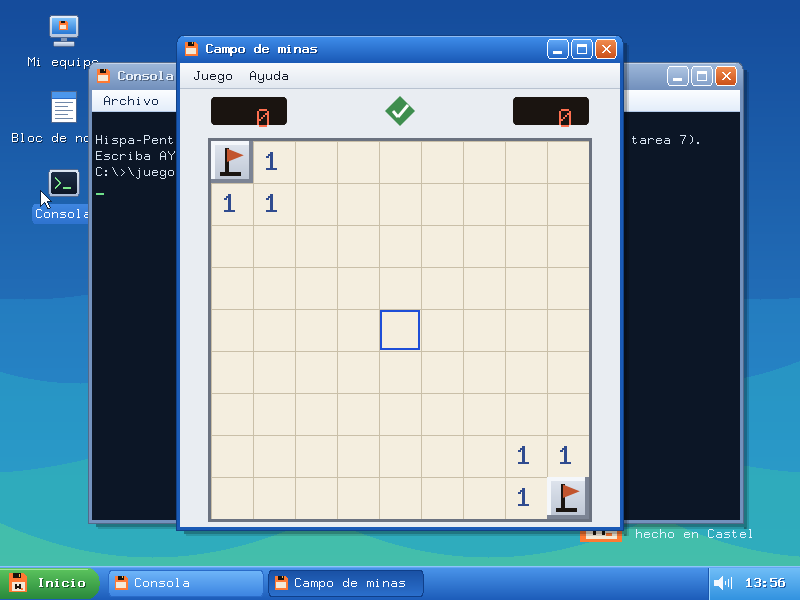 Mi equipo
Bloc de no
Consola
Consola
Archivo
Hispa-Pent
tarea 7).
Escriba AY
C:\>\juego
Campo de minas
Juego Ayuda
0
0
1
1 1
1 1
1
hecho en Castel
Inicio
Consola
Campo de minas
13:56